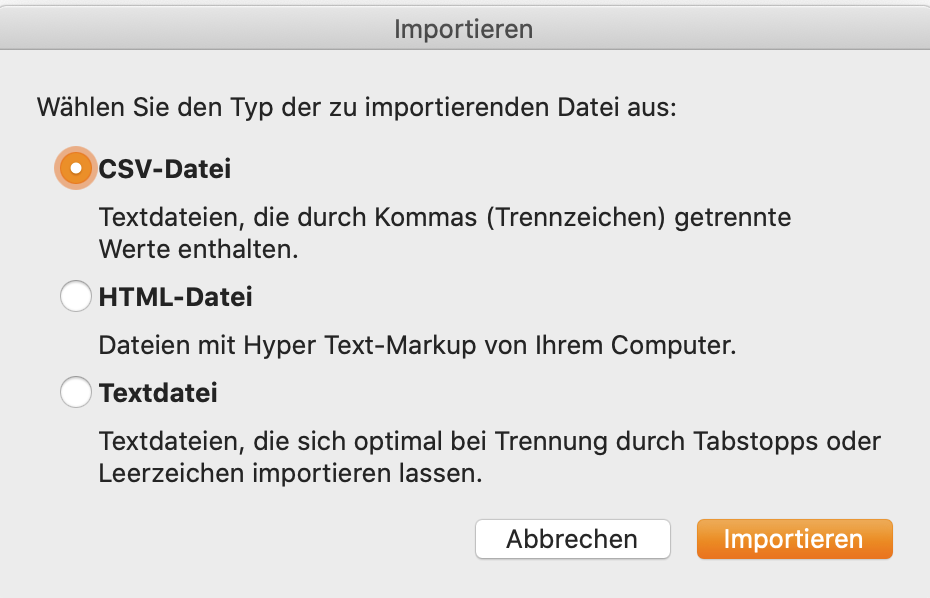 Importieren
Wählen Sie den Typ der zu importierenden Datei aus:
CSV-Datei
Textdateien, die durch Kommas (Trennzeichen) getrennte
Werte enthalten.
HTML-Datei
Dateien mit Hyper Text-Markup von Ihrem Computer.
Textdatei
Textdateien, die sich optimal bei Trennung durch Tabstopps oder
Leerzeichen importieren lassen.
Abbrechen
Importieren